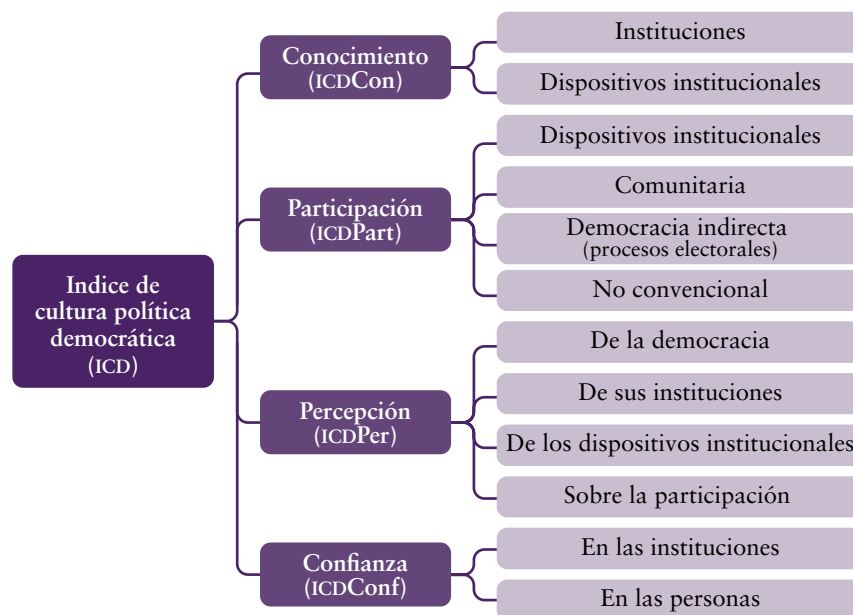 Indice de
cultura política
democrática
(ICD)
Conocimiento
(ICDCon)
Instituciones
Dispositivos institucionales
Participación
(ICDPart)
Dispositivos institucionales
Comunitaria
Democracia indirecta
(procesos electorales)
No convencional
Percepción
(ICDPer)
De la democracia
De sus instituciones
De los dispositivos institucionales
Sobre la participación
Confianza
(ICDConf)
En las instituciones
En las personas